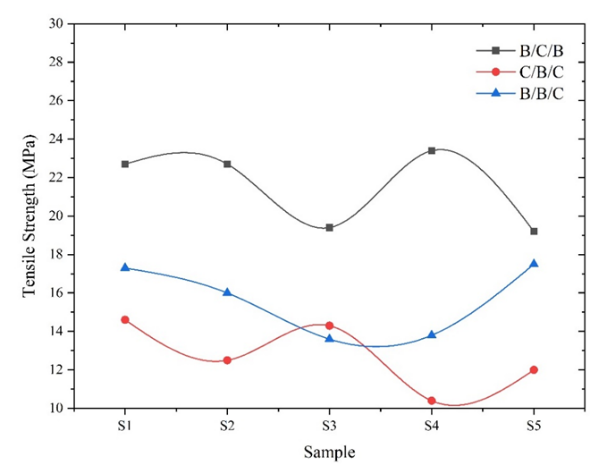 30
28
26
24
22
20
18
16
14
12
10
Tensile Strength (MPa)
B/C/B
C/B/C
B/B/C
S1 S2 S3 S4 S5
Sample